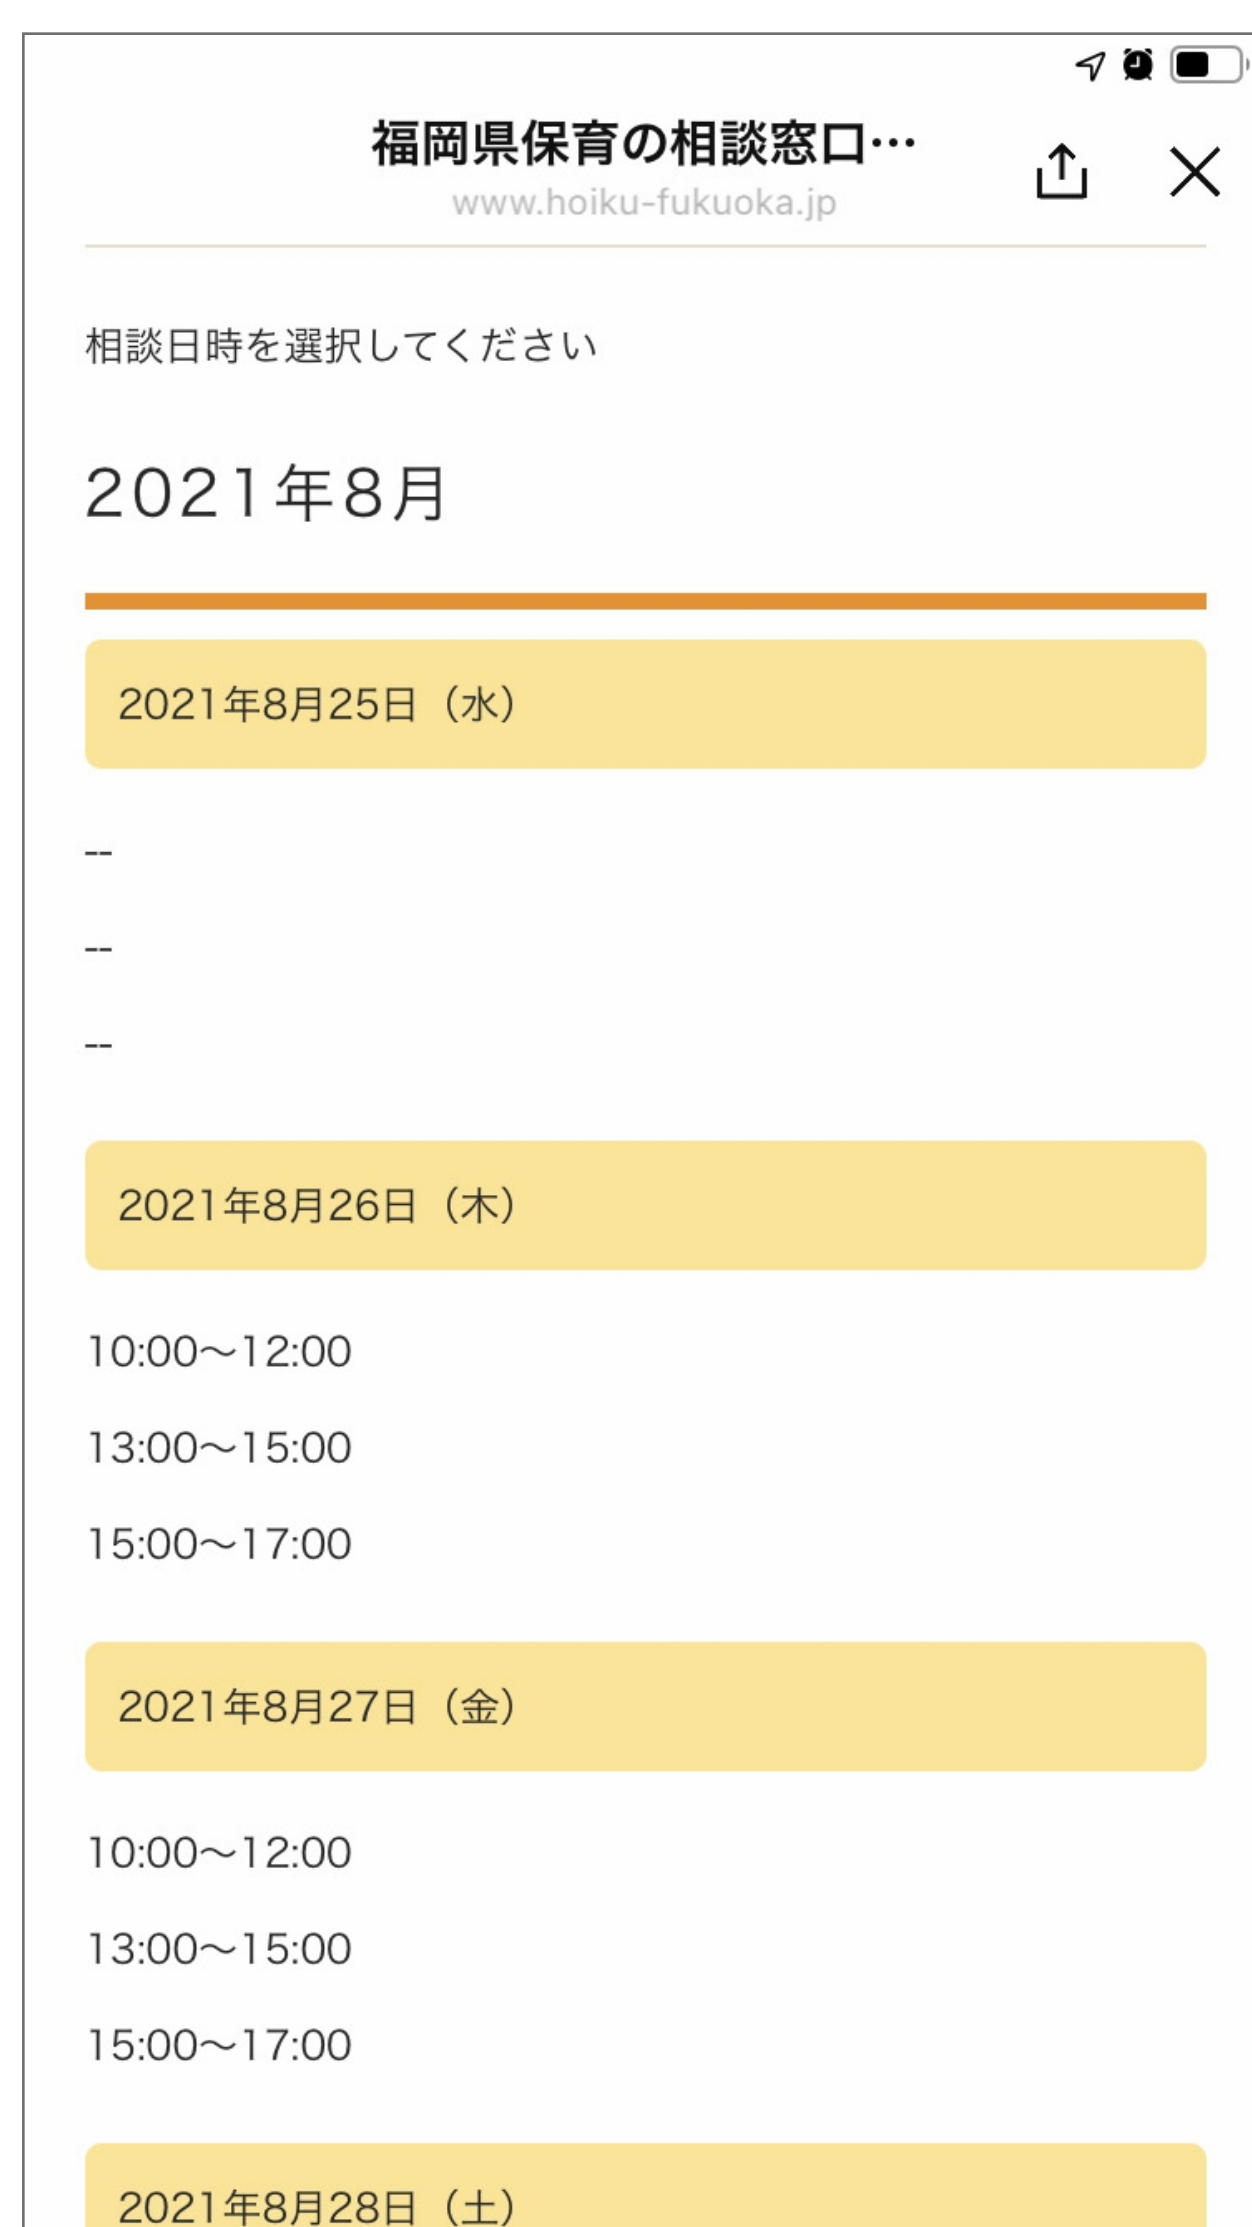 福岡県保育の相談窓口…
www.hoiku-fukuoka.jp
相談日時を選択してください
2021年8月
2021年8月25日（水）
--
--
--
2021年8月26日（木）
10:00〜12:00
13:00〜15:00
15:00〜17:00
2021年8月27日（金）
10:00〜12:00
13:00〜15:00
15:00〜17:00
2021年8月28日（土）